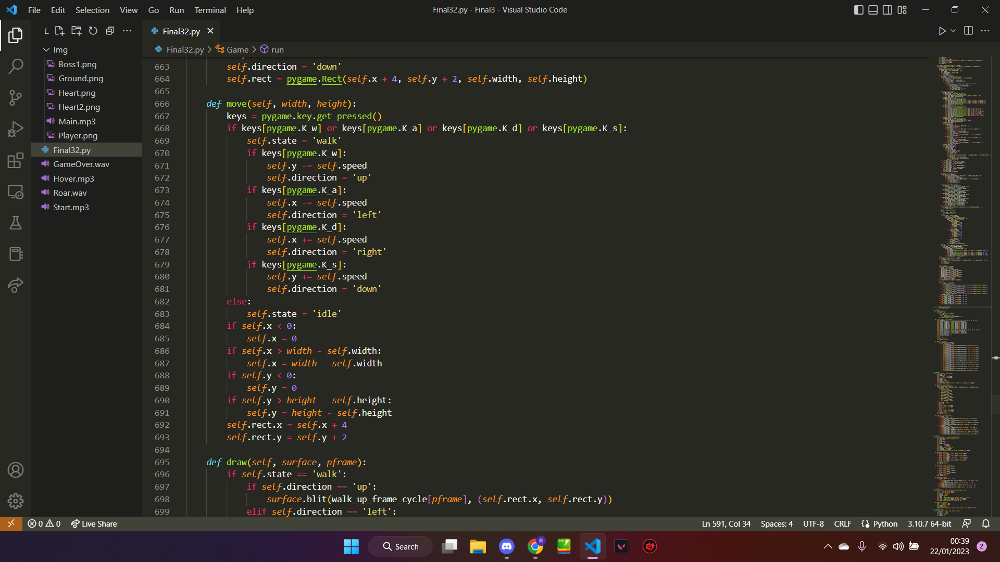 File Edit Selection View Go Run Terminal Help
Final32.py - Final3 - Visual Studio Code
E.
Final32.py
Final32.py > Game > run
Img
Boss1.png
Ground.png
Heart.png
Heart2.png
Main.mp3
Player.png
Final32.py
GameOver.wav
Hover.mp3
Roar.wav
Start.mp3
663 self.direction = 'down'
664 self.rect = pygame.Rect(self.x + 4, self.y + 2, self.width, self.height)
665
666 def move(self, width, height):
667 keys = pygame.key.get_pressed()
668 if keys[pygame.K_w] or keys[pygame.K_a] or keys[pygame.K_d] or keys[pygame.K_s]:
669 self.state = 'walk'
670 if keys[pygame.K_w]:
671 self.y -= self.speed
672 self.direction = 'up'
673 if keys[pygame.K_a]:
674 self.x -= self.speed
675 self.direction = 'left'
676 if keys[pygame.K_d]:
677 self.x += self.speed
678 self.direction = 'right'
679 if keys[pygame.K_s]:
680 self.y += self.speed
681 self.direction = 'down'
682 else:
683 self.state = 'idle'
684 if self.x < 0:
685 self.x = 0
686 if self.x > width - self.width:
687 self.x = width - self.width
688 if self.y < 0:
689 self.y = 0
690 if self.y > height - self.height:
691 self.y = height - self.height
692 self.rect.x = self.x + 4
693 self.rect.y = self.y + 2
694
695 def draw(self, surface, pframe):
696 if self.state == 'walk':
697 if self.direction == 'up':
698 surface.blit(walk_up_frame_cycle[pframe], (self.rect.x, self.rect.y))
699 elif self.direction == 'left':
0 0 Live Share
Ln 591, Col 34 Spaces: 4 UTF-8 CRLF Python 3.10.7 64-bit
Search
R
00:39
22/01/2023
2